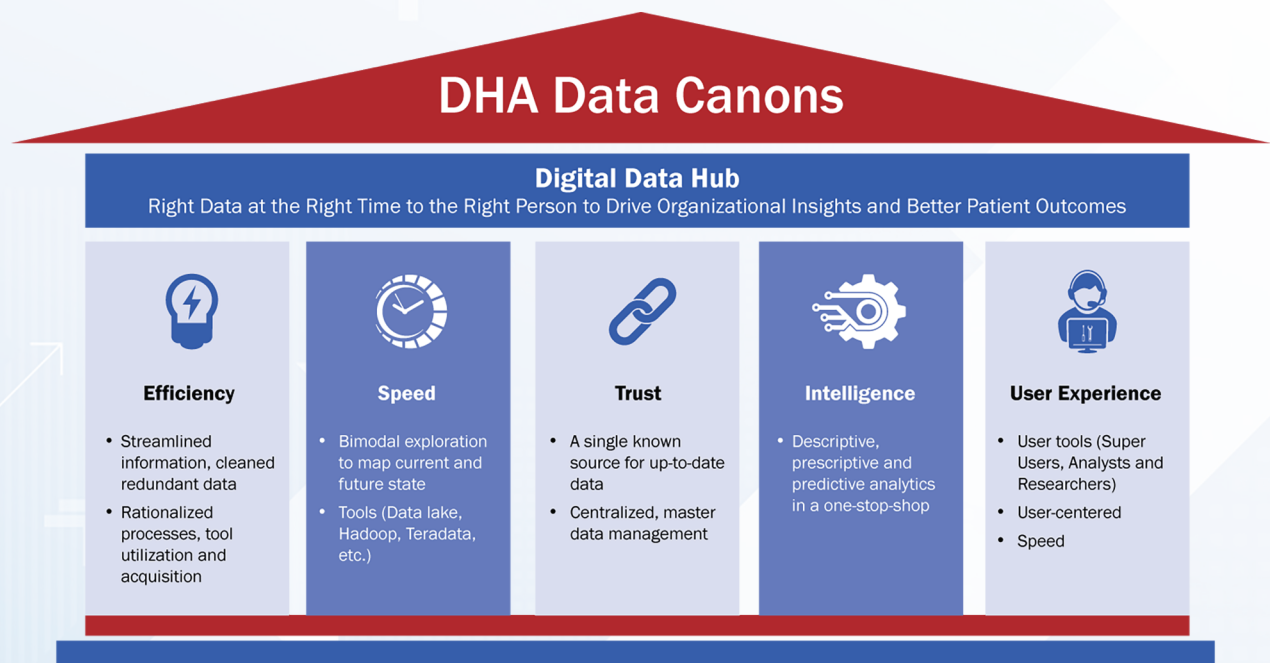 DHA Data Canons
Digital Data Hub
Right Data at the Right Time to the Right Person to Drive Organizational Insights and Better Patient Outcomes
Efficiency
• Streamlined
information, cleaned
redundant data
• Rationalized
processes, tool
utilization and
acquisition
Speed
• Bimodal exploration
to map current and
future state
• Tools (Data lake,
Hadoop, Teradata,
etc.)
Trust
• A single known
source for up-to-date
data
• Centralized, master
data management
Intelligence
• Descriptive,
prescriptive and
predictive analytics
in a one-stop-shop
User Experience
• User tools (Super
Users, Analysts and
Researchers)
• User-centered
• Speed